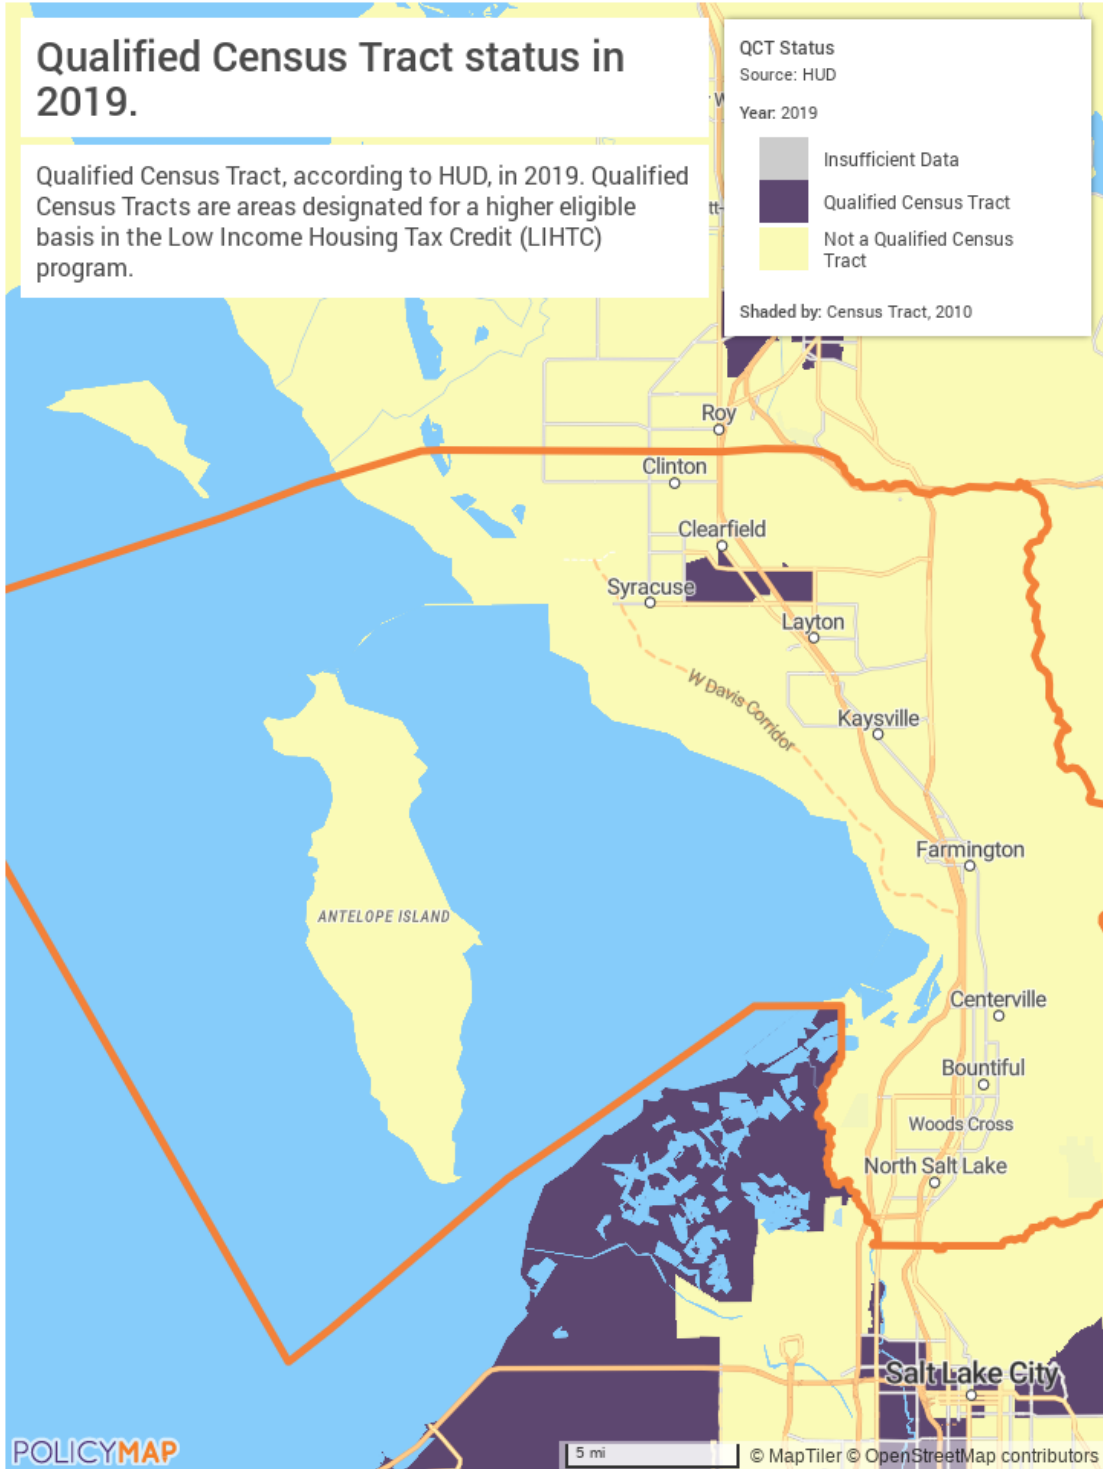 Qualified Census Tract status in
2019.
Qualified Census Tract, according to HUD, in 2019. Qualified
Census Tracts are areas designated for a higher eligible
basis in the Low Income Housing Tax Credit (LIHTC)
program.
QCT Status
Source: HUD
Year: 2019
Insufficient Data
Qualified Census Tract
Not a Qualified Census
Tract
Shaded by: Census Tract, 2010
Roy
Clinton
Clearfield
Syracuse
Layton
W Davis Corridor
Kaysville
Farmington
ANTELOPE ISLAND
Centerville
Bountiful
Woods Cross
North Salt Lake
Salt Lake City
POLICYMAP
5 mi
© MapTiler © OpenStreetMap contributors